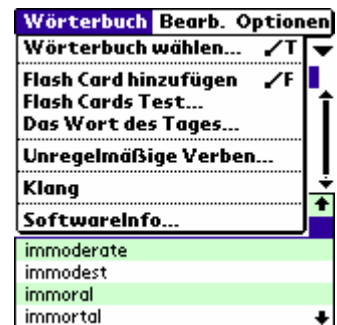 Wörterbuch Bearb. Optionen
Wörterbuch wählen... ⁄T
Flash Card hinzufügen ⁄F
Flash Cards Test...
Das Wort des Tages...
Unregelmäßige Verben...
Klang
SoftwareInfo...
immoderate
immodest
immoral
immortal